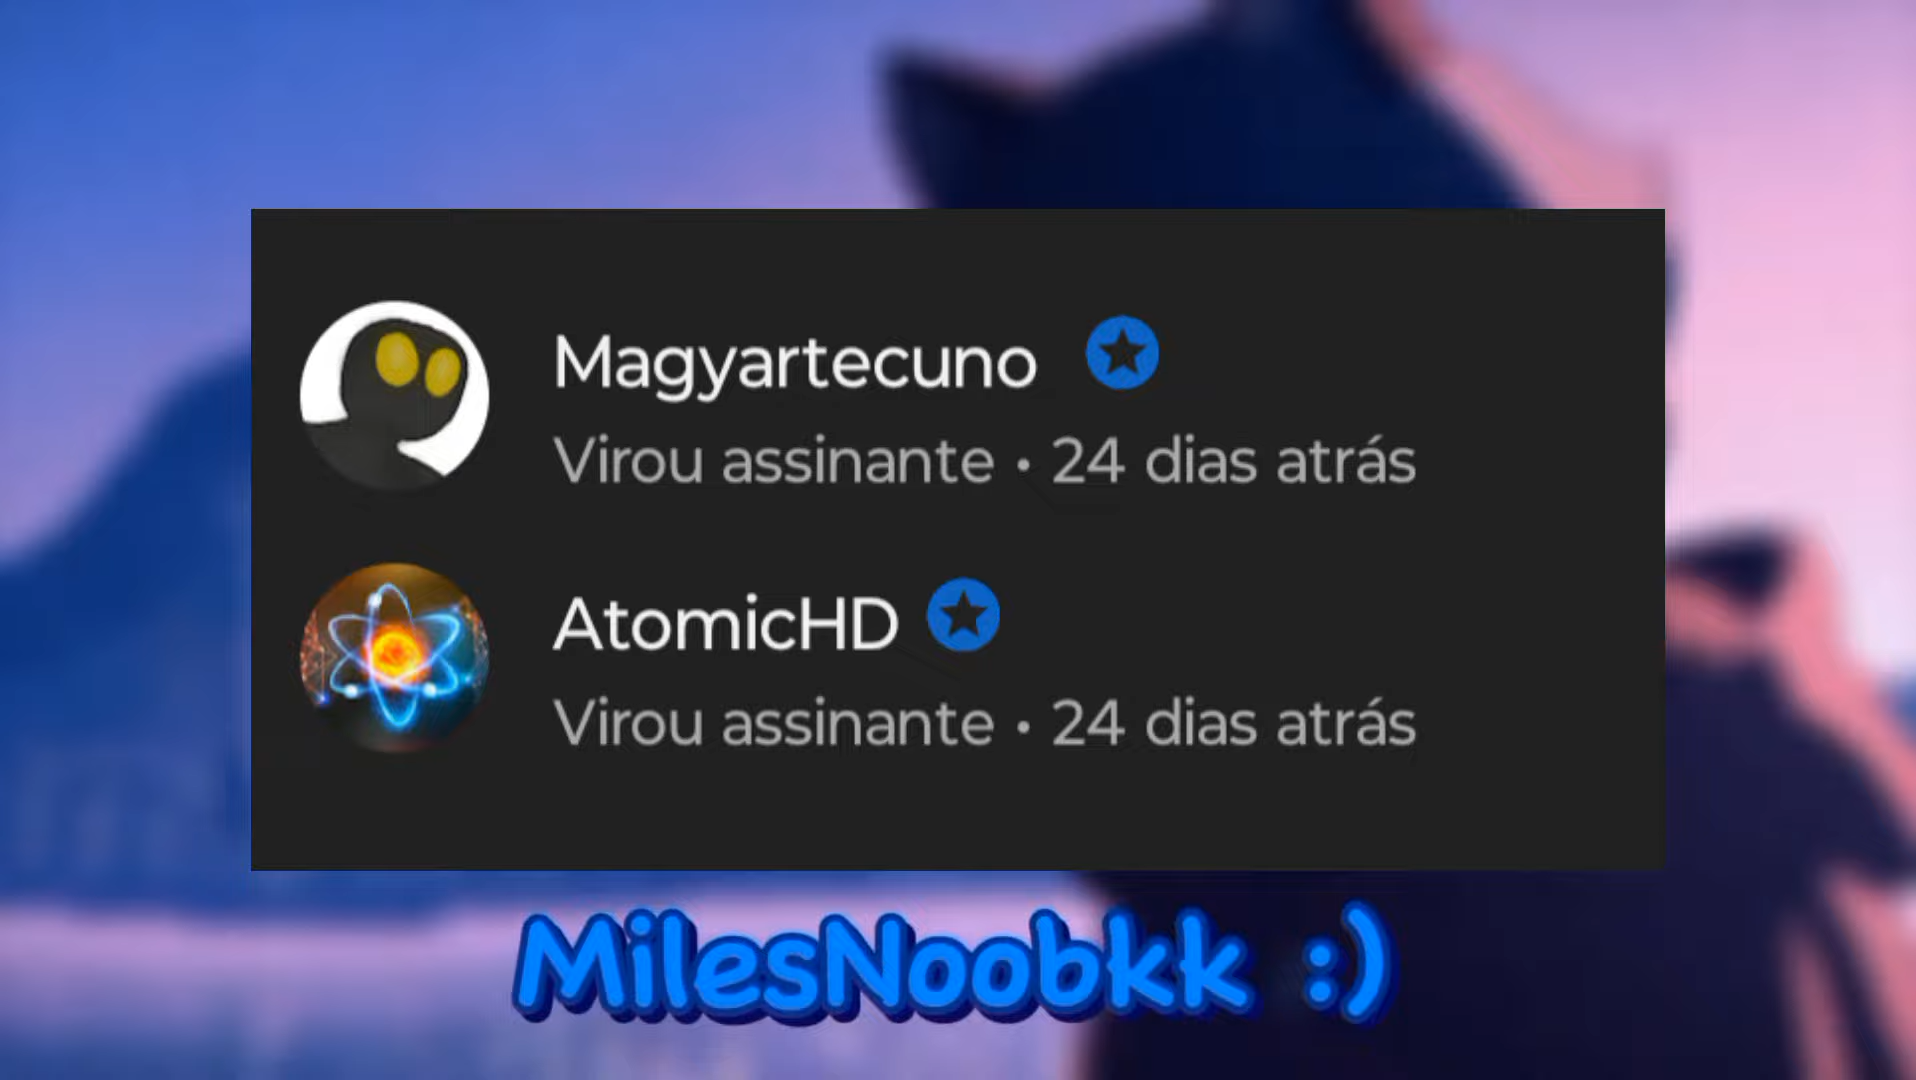 Magyartecuno
Virou assinante • 24 dias atrás
AtomicHD
Virou assinante • 24 dias atrás
MilesNoobkk :)